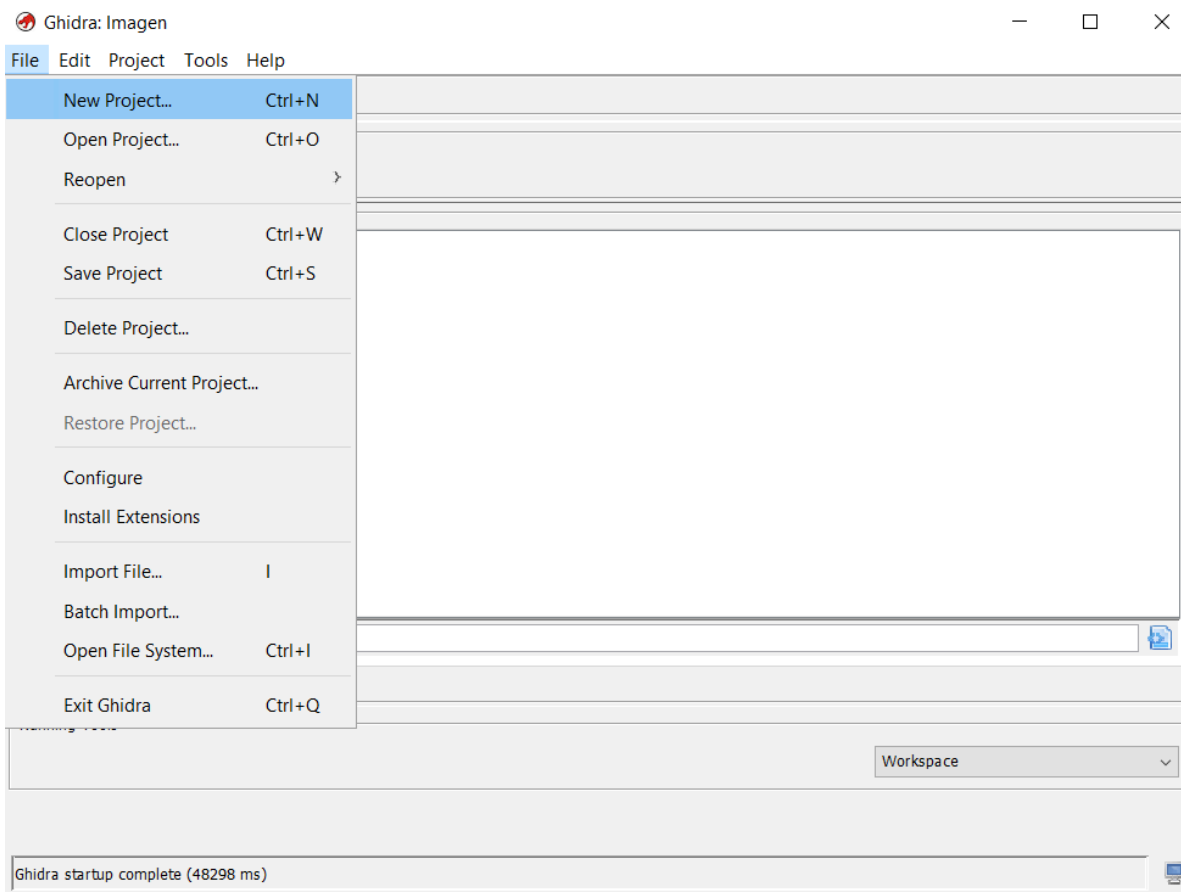 Ghidra: Imagen
File Edit Project Tools Help
New Project... Ctrl+N
Open Project... Ctrl+O
Reopen
Close Project Ctrl+W
Save Project Ctrl+S
Delete Project...
Archive Current Project...
Restore Project...
Configure
Install Extensions
Import File... I
Batch Import...
Open File System... Ctrl+I
Exit Ghidra Ctrl+Q
Workspace
Ghidra startup complete (48298 ms)